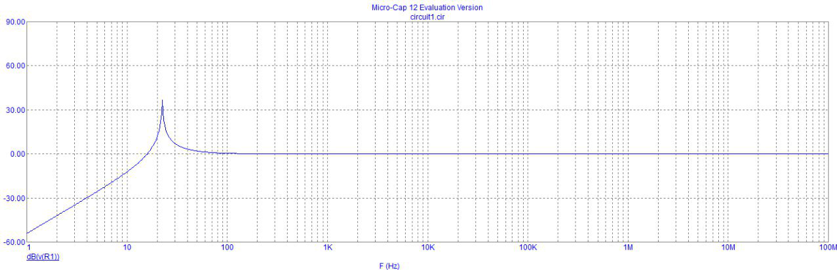 Micro-Cap 12 Evaluation Version
circuit1.cir
90.00
60.00
30.00
0.00
-30.00
-60.00
1 10 100 1K 10K 100K 1M 10M 100M
dB(v(R1))
F (Hz)